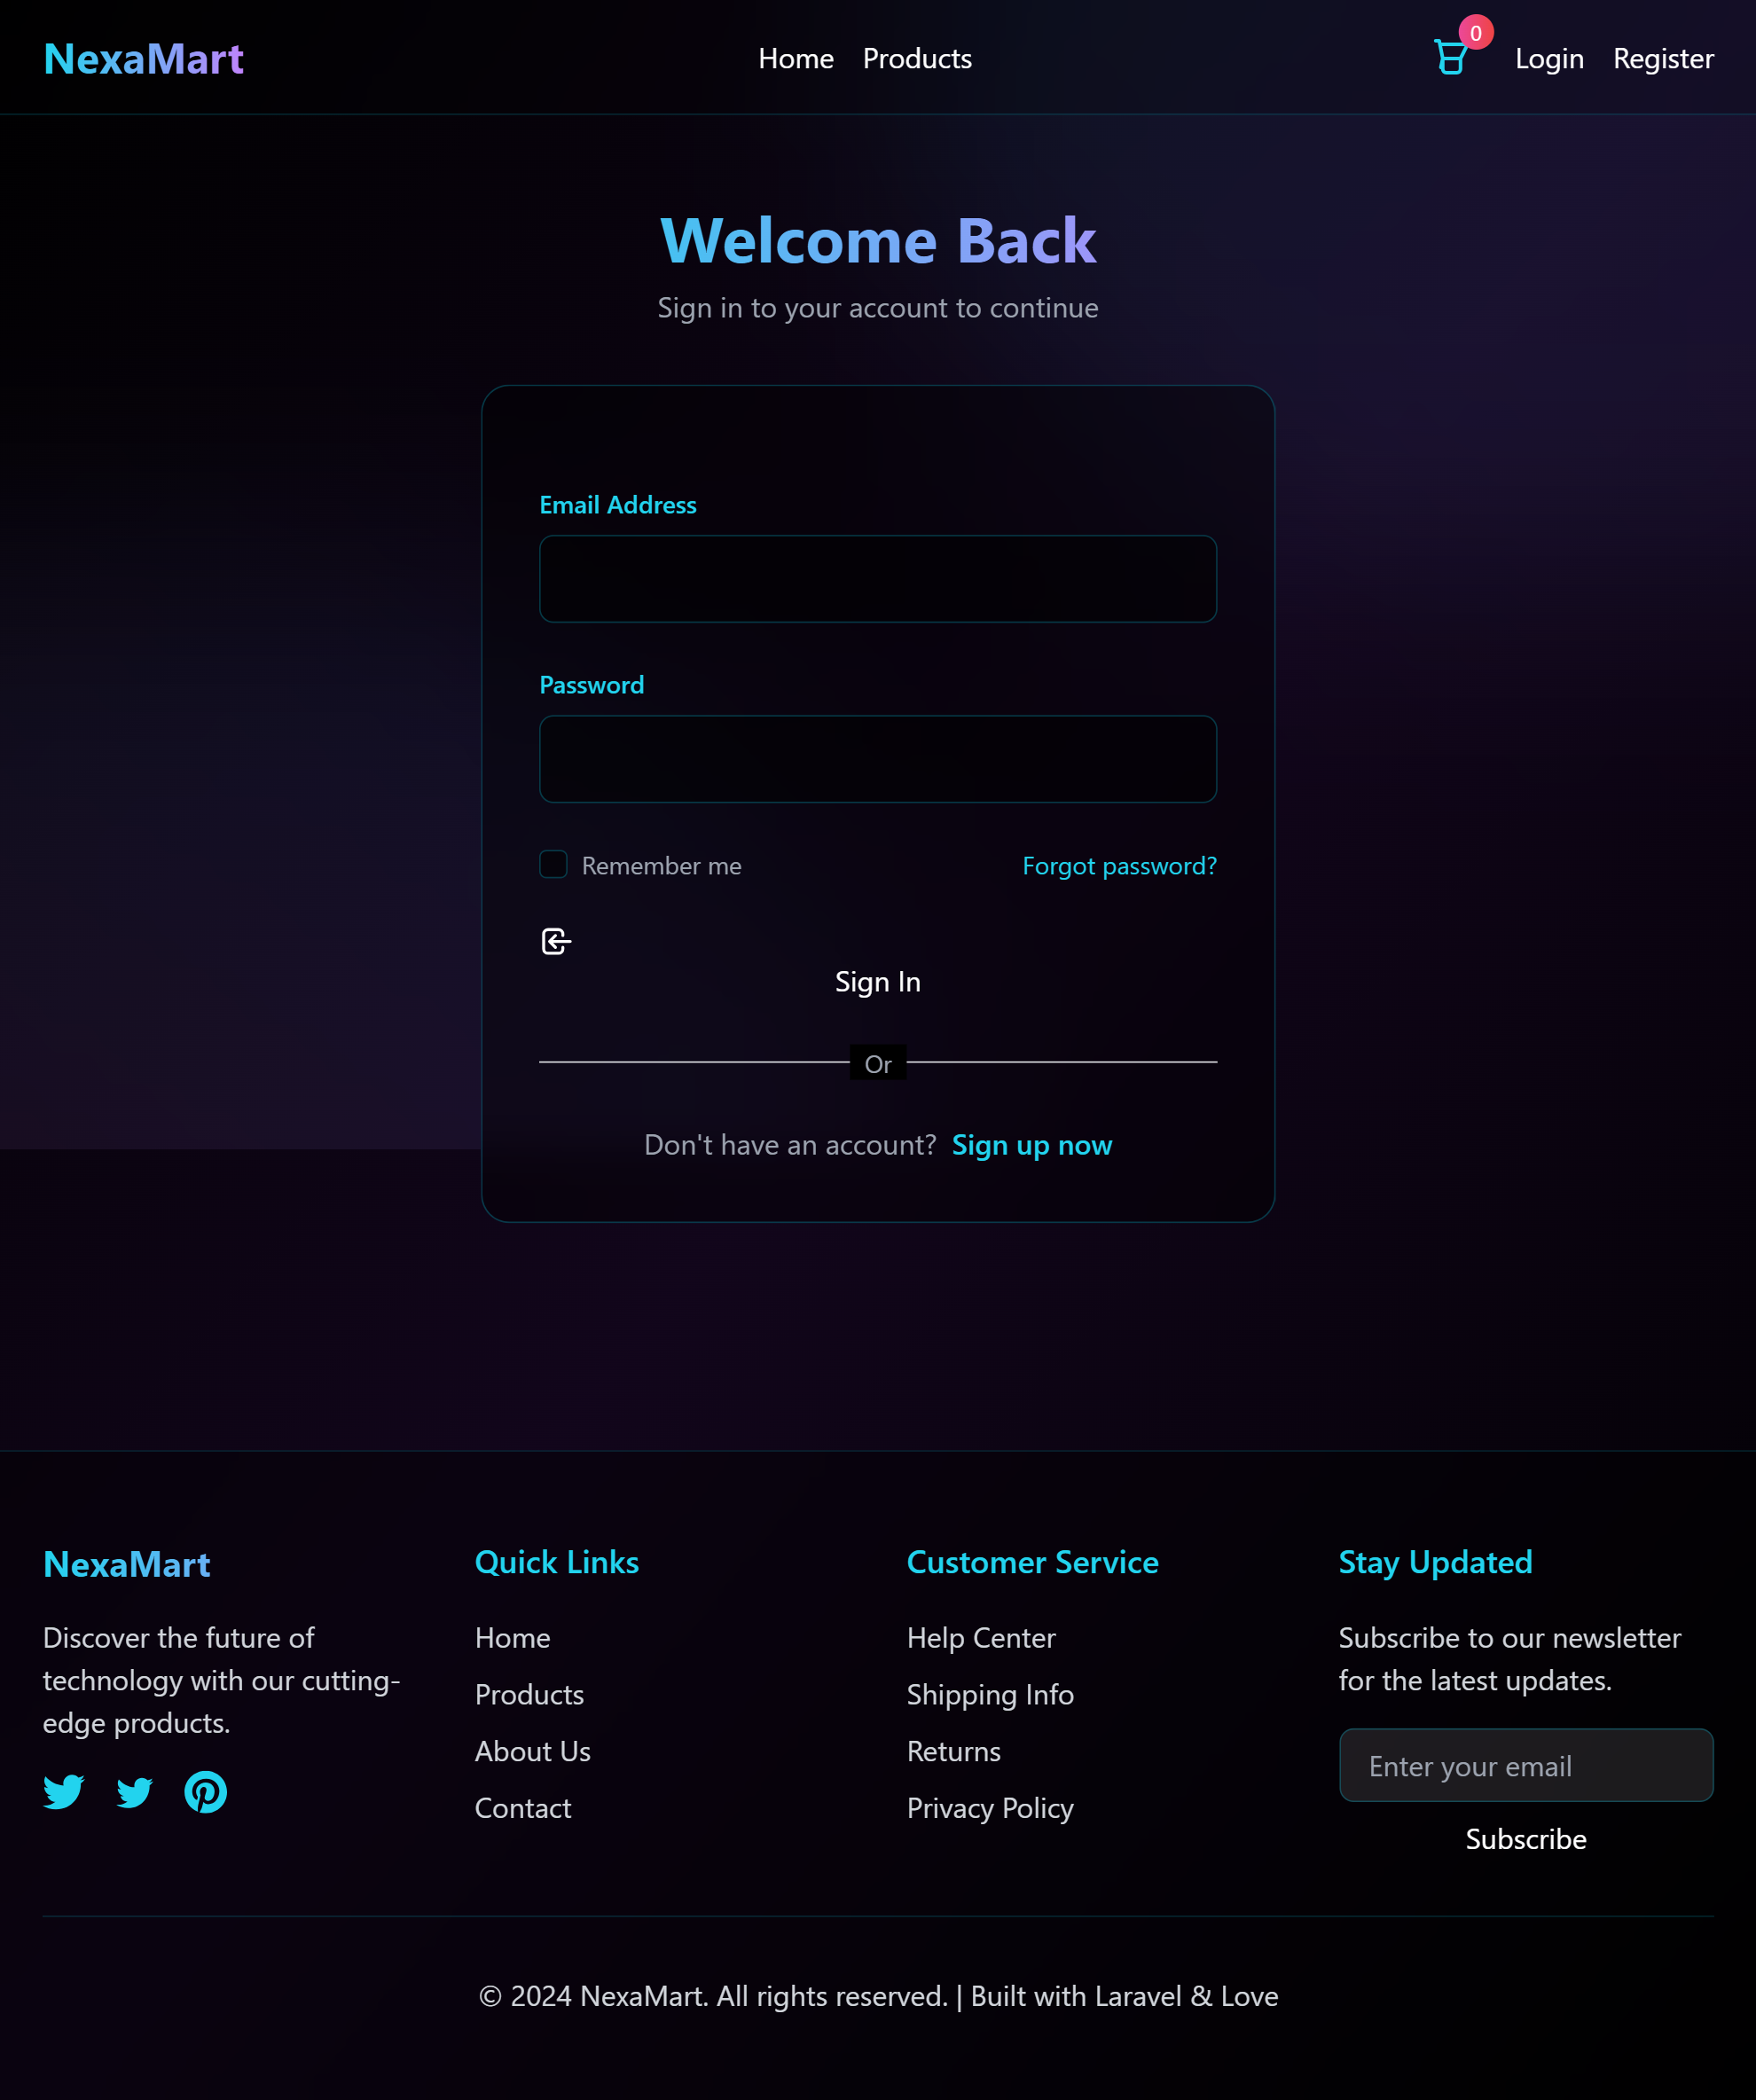 NexaMart
Home Products
0
Login Register
Welcome Back
Sign in to your account to continue
Email Address
Password
Remember me
Forgot password?
Sign In
Or
Don't have an account? Sign up now
NexaMart
Discover the future of
technology with our cutting-
edge products.
Quick Links
Home
Products
About Us
Contact
Customer Service
Help Center
Shipping Info
Returns
Privacy Policy
Stay Updated
Subscribe to our newsletter
for the latest updates.
Enter your email
Subscribe
© 2024 NexaMart. All rights reserved. | Built with Laravel & Love